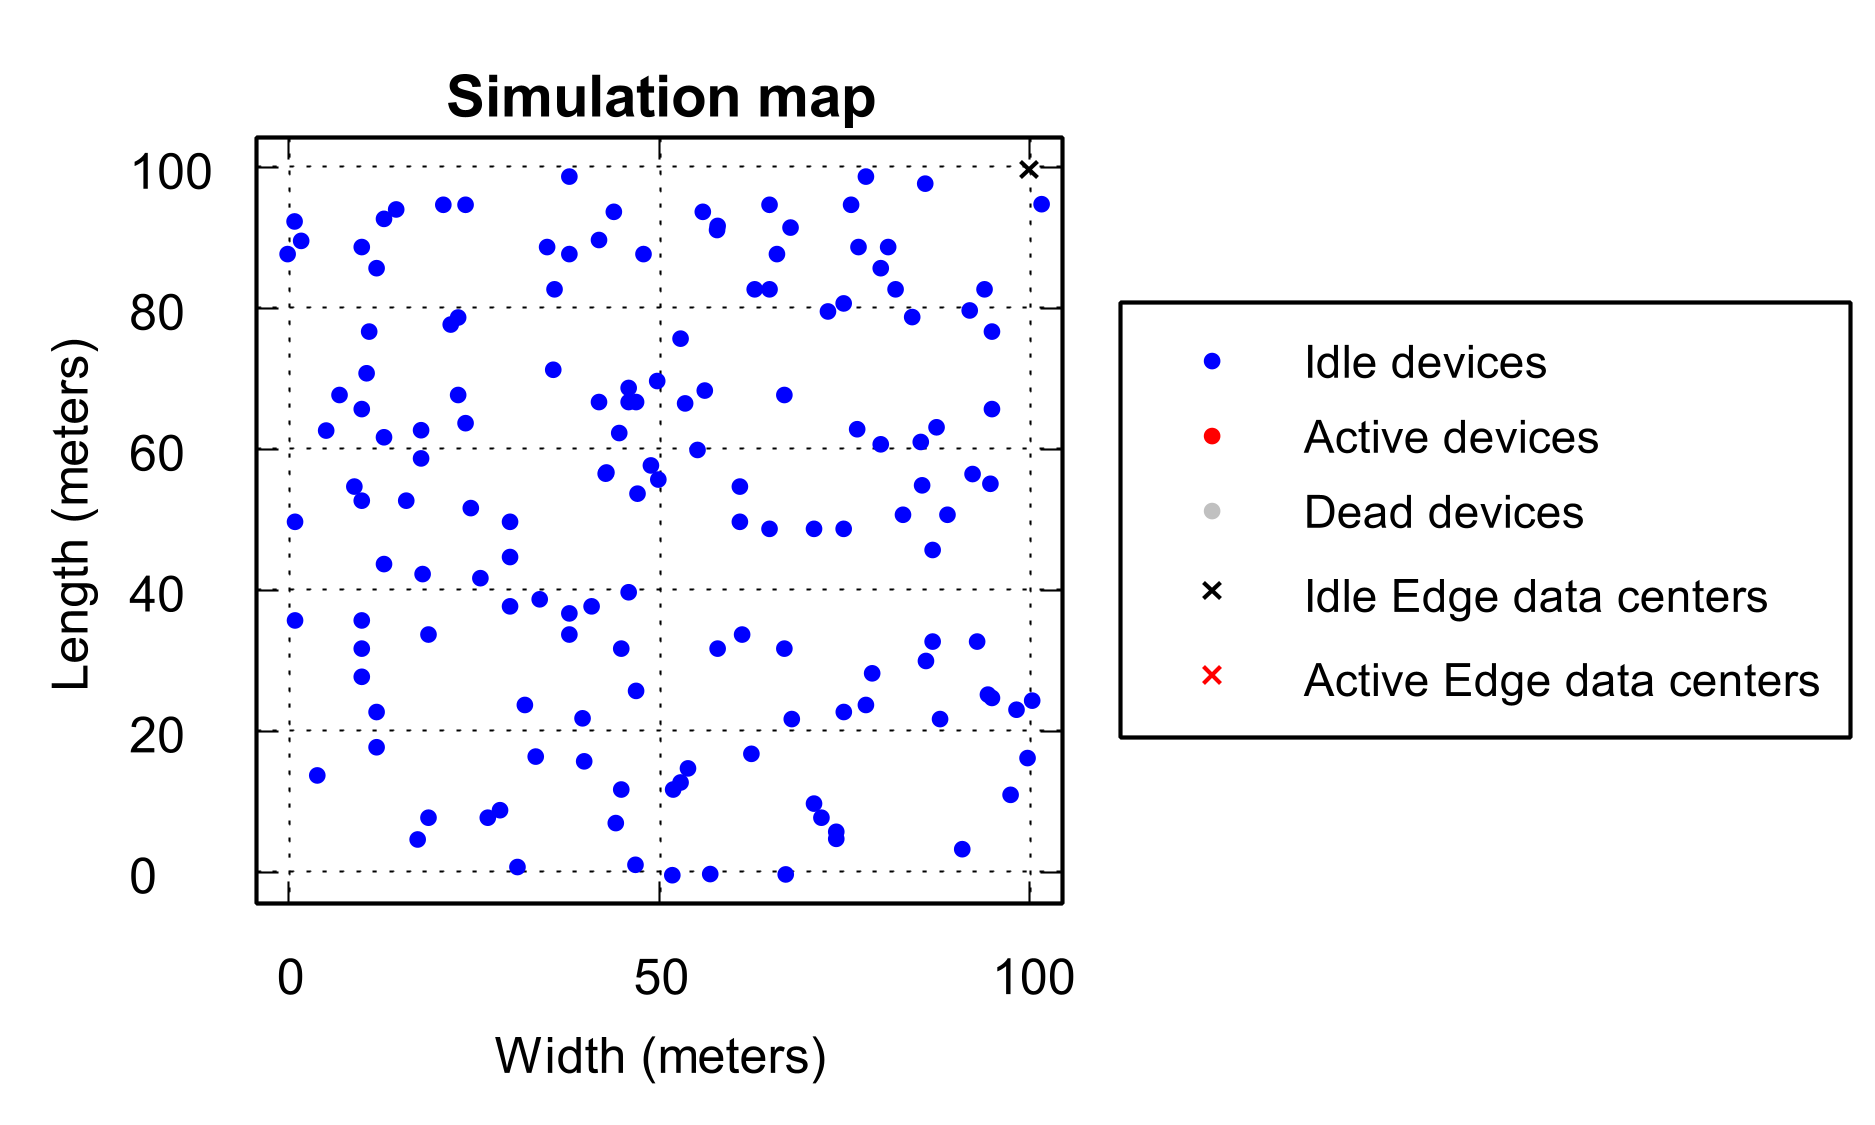 Simulation map
100
80
60
40
20
0
Length (meters)
0 50 100
Width (meters)
Idle devices
Active devices
Dead devices
Idle Edge data centers
Active Edge data centers